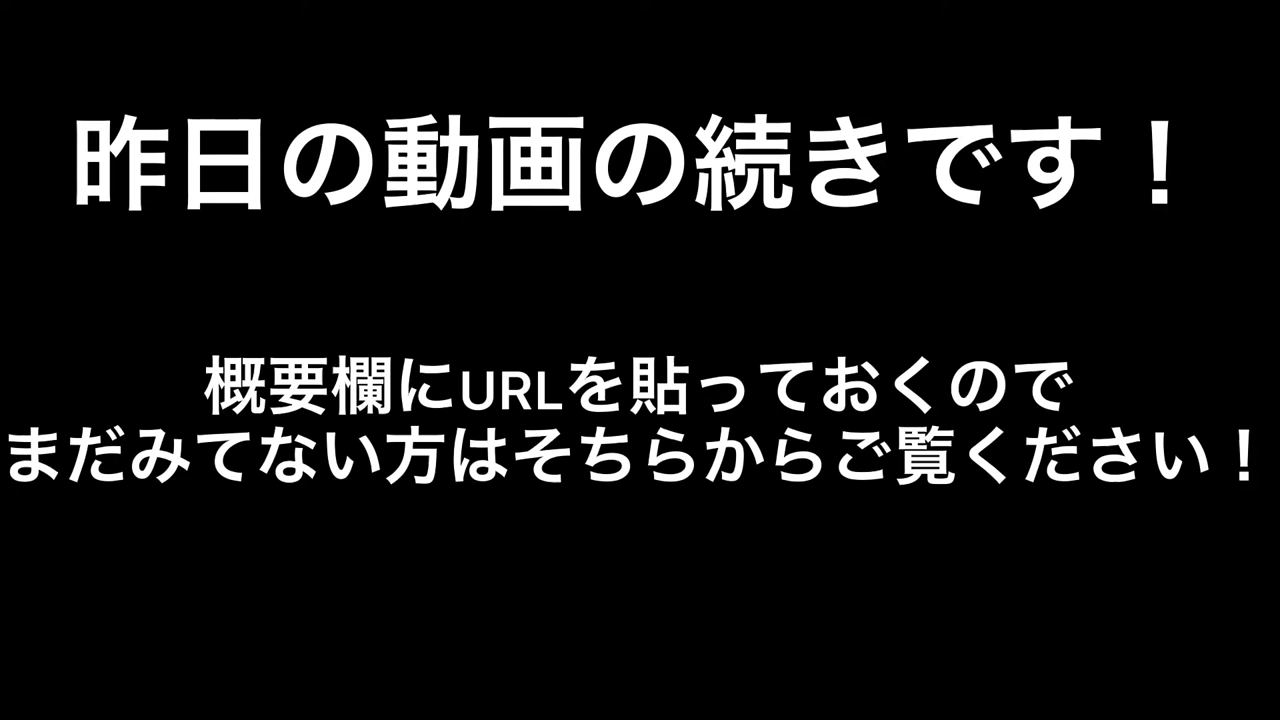 昨日の動画の続きです！
概要欄にURLを貼っておくので
まだみてない方はそちらからご覧ください！